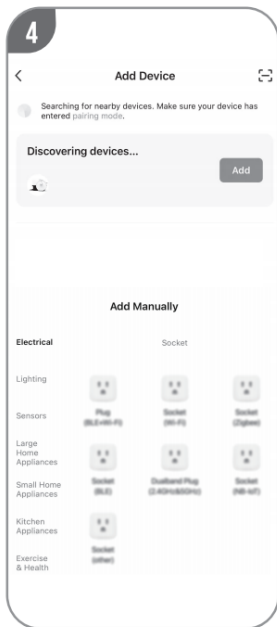 4
Add Device
Searching for nearby devices. Make sure your device has
entered pairing mode.
Discovering devices...
Add
Add Manually
Electrical
Socket
Lighting
Plug
(BLE+Wi-Fi)
Socket
(Wi-Fi)
Socket
(Zigbee)
Sensors
Large
Home
Appliances
Socket
(BLE)
Dualband Plug
(2.4GHz&5GHz)
Socket
(NB-IoT)
Small Home
Appliances
Kitchen
Appliances
Socket
(other)
Exercise
& Health